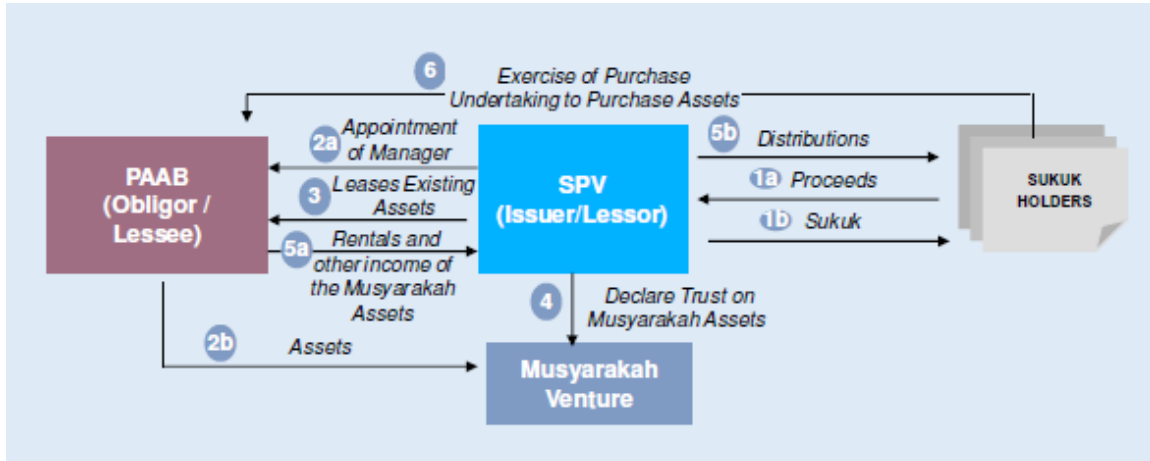 6
Exercise of Purchase
Undertaking to Purchase Assets
2a
Appointment
of Manager
5b
Distributions
PAAB
(Obligor /
Lessee)
3
Leases Existing
Assets
SPV
(Issuer/Lessor)
1a
Proceeds
1b
Sukuk
SUKUK
HOLDERS
5a
Rentals and
other income of
the Musyarakah
Assets
4
Declare Trust on
Musyarakah Assets
2b
Assets
Musyarakah
Venture